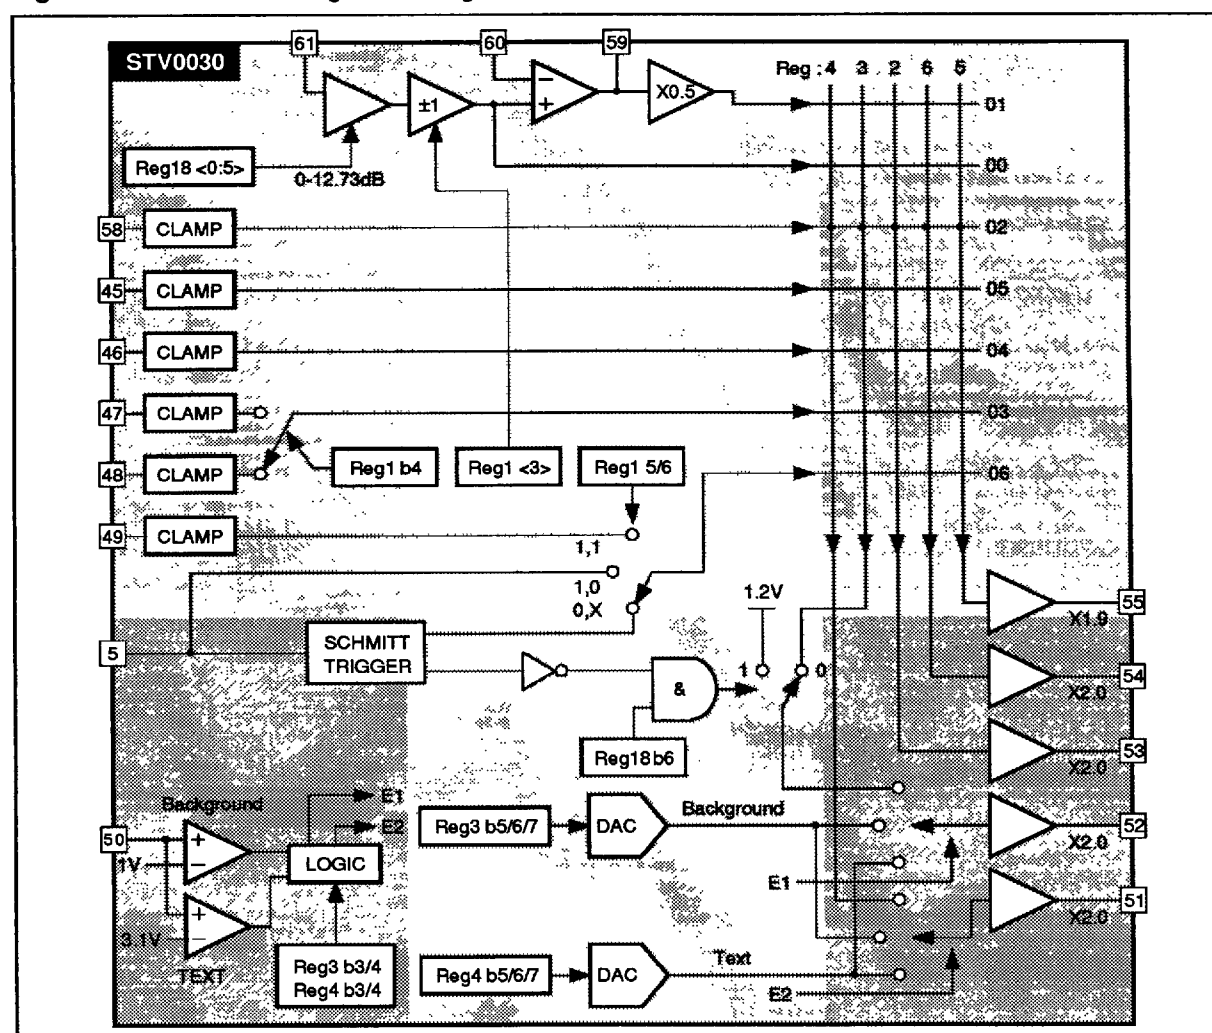 STV0030
61
60
59
Reg : 4 3 2 6 5
±1
−
+
X0.5
01
Reg18 <0:5>
0-12.73dB
00
58
CLAMP
02
45
CLAMP
05
46
CLAMP
04
47
CLAMP
03
48
CLAMP
Reg1 b4
Reg1 <3>
Reg1 5/6
06
49
CLAMP
1,1
1,0
0,X
1.2V
55
X1.9
5
SCHMITT
TRIGGER
&
1
0
54
X2.0
Reg18 b6
53
X2.0
Background
E1
E2
50
+
−
1V
LOGIC
Reg3 b5/6/7
DAC
Background
52
X2.0
E1
51
X2.0
+
−
3.1V
TEXT
Reg3 b3/4
Reg4 b3/4
Reg4 b5/6/7
DAC
Text
E2